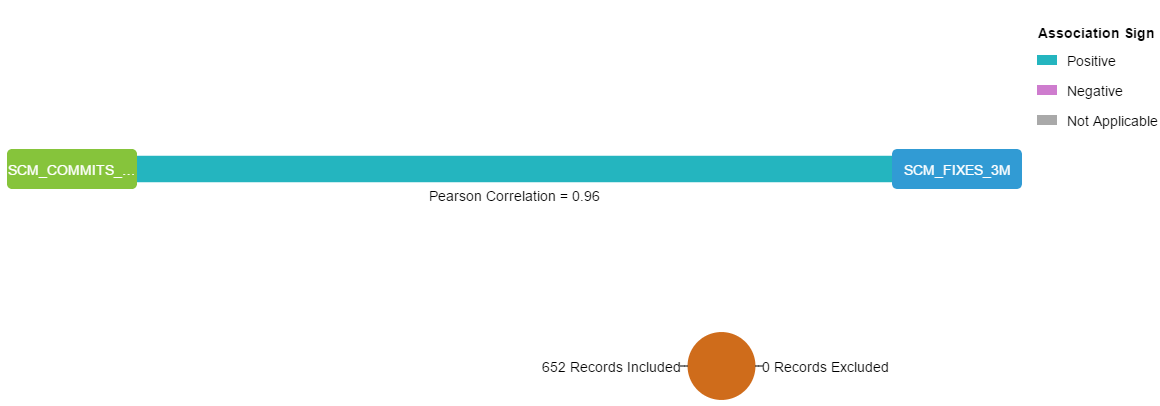 Association Sign
Positive
Negative
Not Applicable
SCM_COMMITS_...
SCM_FIXES_3M
Pearson Correlation = 0.96
652 Records Included
0 Records Excluded